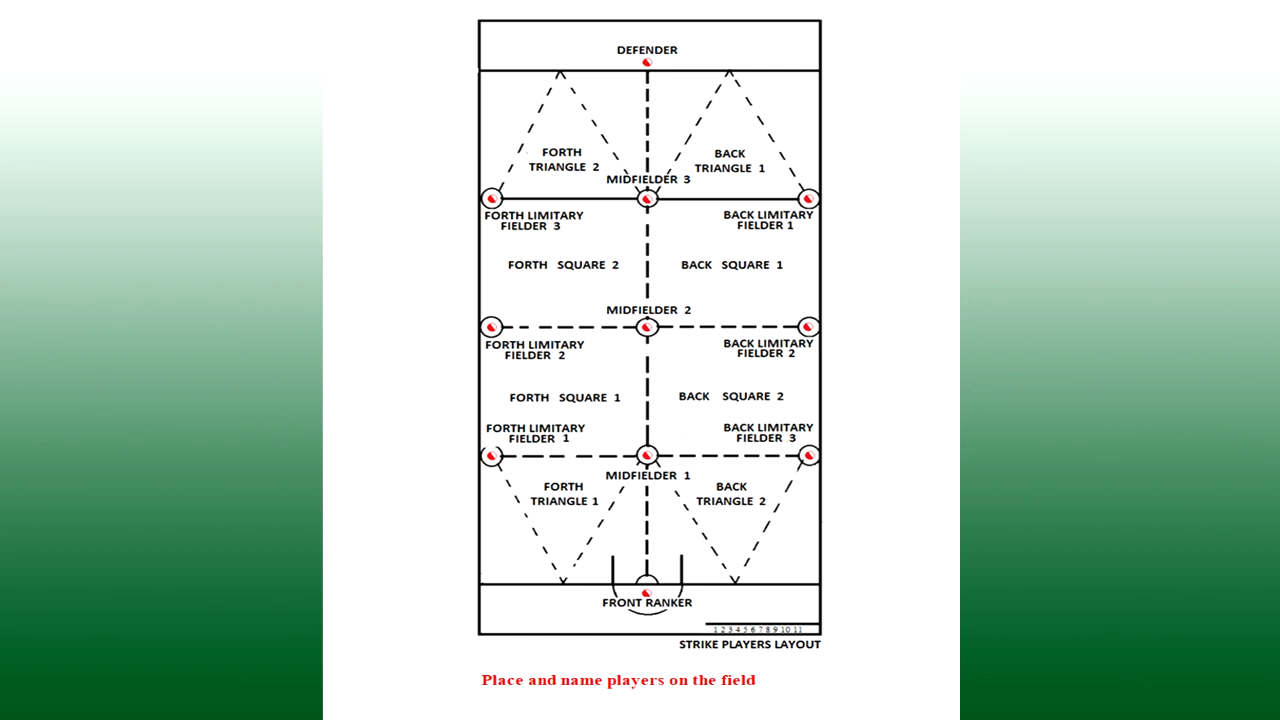 DEFENDER
FORTH
TRIANGLE 2
BACK
TRIANGLE 1
MIDFIELDER 3
FORTH LIMITARY
FIELDER 3
BACK LIMITARY
FIELDER 1
FORTH SQUARE 2
BACK SQUARE 1
MIDFIELDER 2
FORTH LIMITARY
FIELDER 2
BACK LIMITARY
FIELDER 2
FORTH SQUARE 1
BACK SQUARE 2
FORTH LIMITARY
FIELDER 1
BACK LIMITARY
FIELDER 3
MIDFIELDER 1
FORTH
TRIANGLE 1
BACK
TRIANGLE 2
FRONT RANKER
1 2 3 4 5 6 7 8 9 10 11
STRIKE PLAYERS LAYOUT
Place and name players on the field